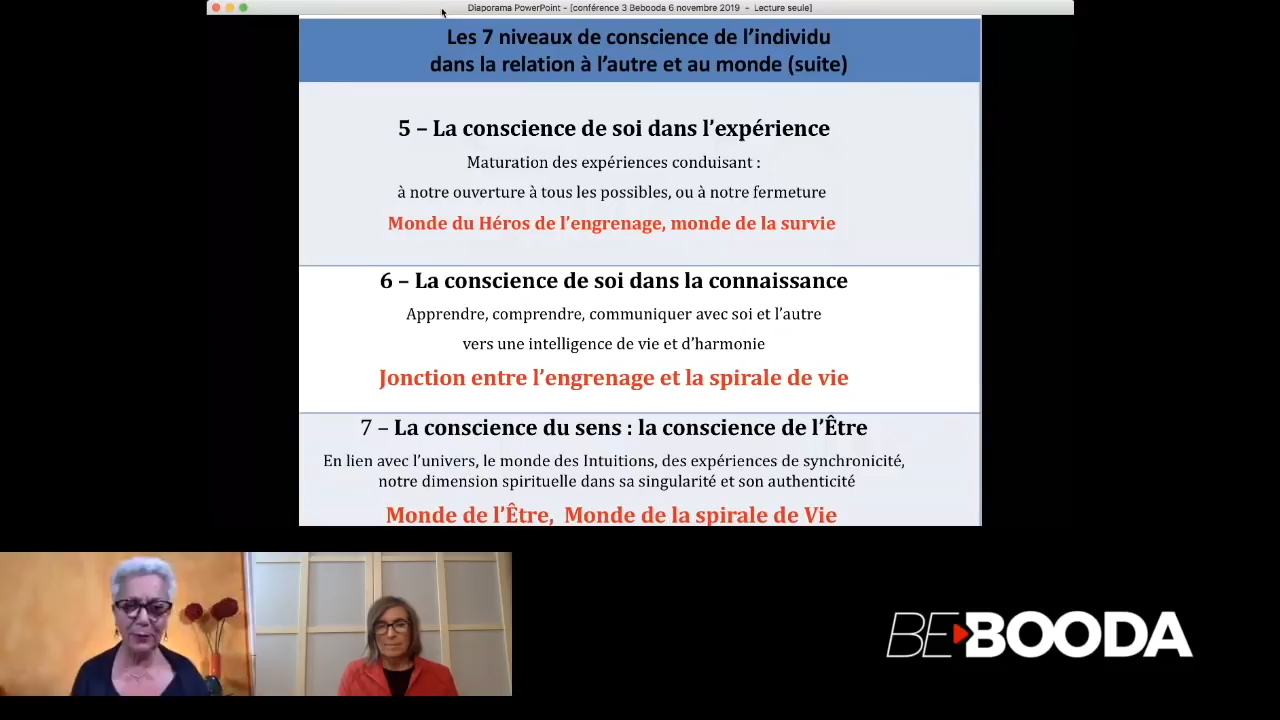 Diaporama PowerPoint - [conférence 3 Bebooda 6 novembre 2019 - Lecture seule]
Les 7 niveaux de conscience de l'individu
dans la relation à l'autre et au monde (suite)
5 – La conscience de soi dans l'expérience
Maturation des expériences conduisant :
à notre ouverture à tous les possibles, ou à notre fermeture
Monde du Héros de l'engrenage, monde de la survie
6 – La conscience de soi dans la connaissance
Apprendre, comprendre, communiquer avec soi et l'autre
vers une intelligence de vie et d'harmonie
Jonction entre l'engrenage et la spirale de vie
7 – La conscience du sens : la conscience de l'Être
En lien avec l'univers, le monde des Intuitions, des expériences de synchronicité,
notre dimension spirituelle dans sa singularité et son authenticité
Monde de l'Être, Monde de la spirale de Vie
BEBOODA